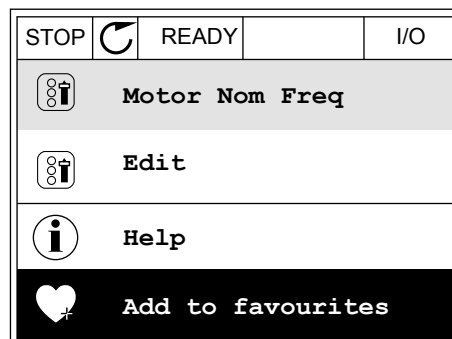 STOP READY I/O
Motor Nom Freq
Edit
Help
Add to favourites